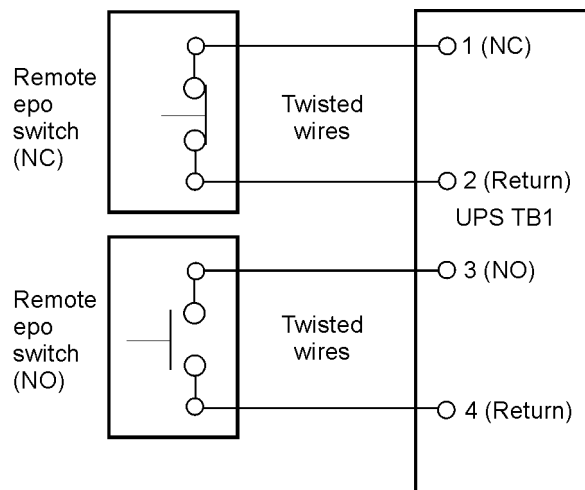 Remote
epo
switch
(NC)
Twisted
wires
1 (NC)
2 (Return)
UPS TB1
Remote
epo
switch
(NO)
Twisted
wires
3 (NO)
4 (Return)